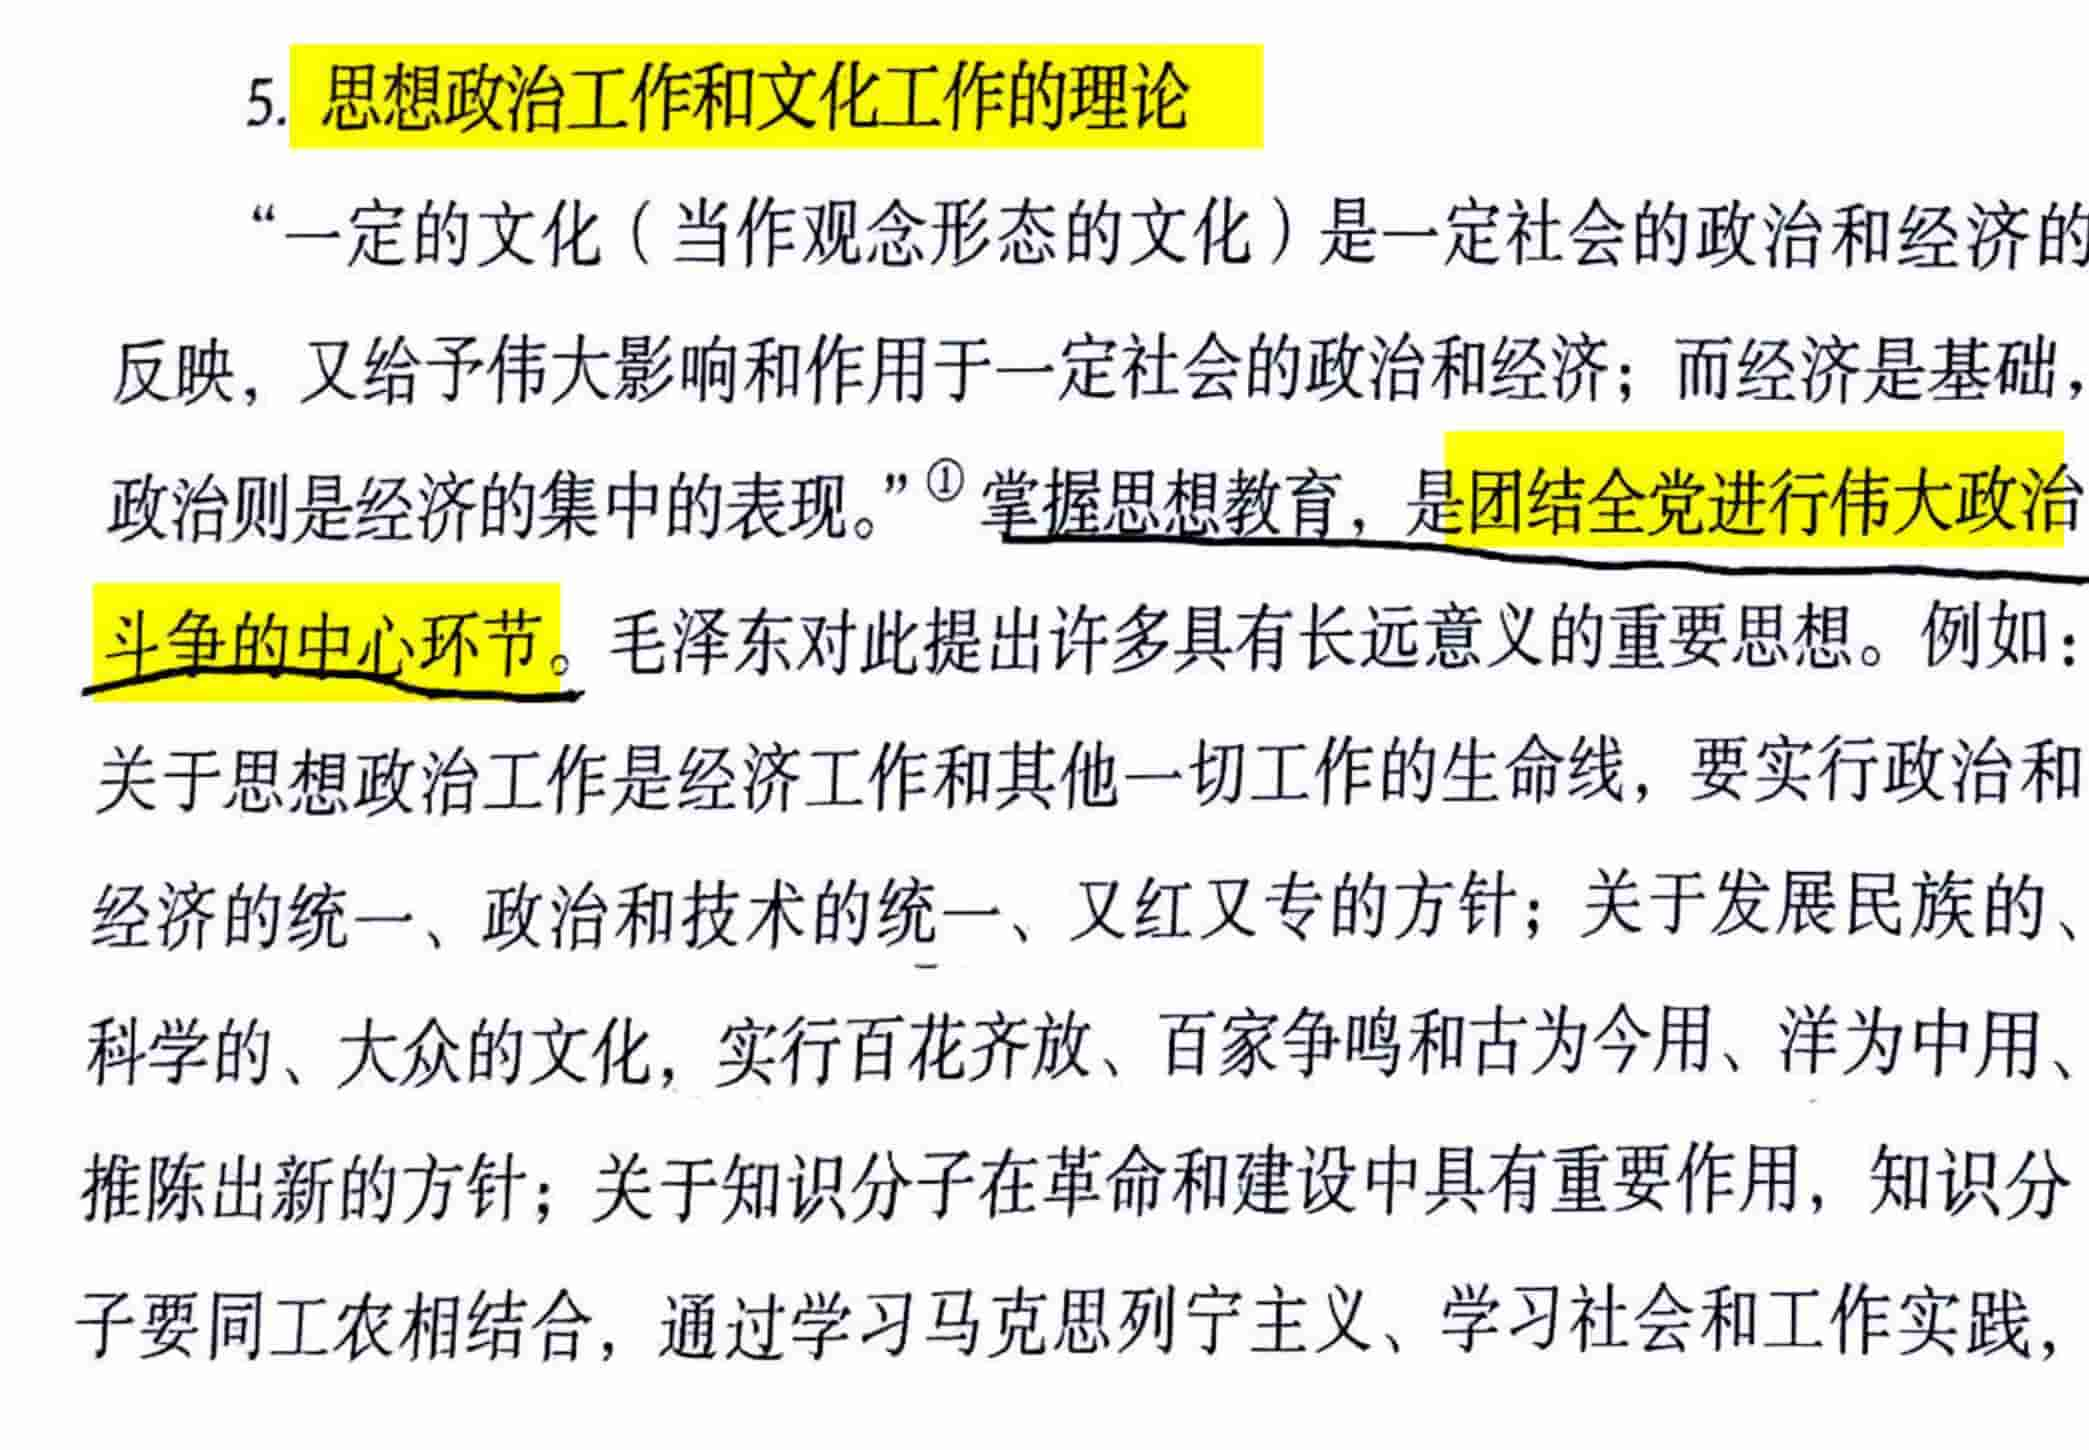 5. 思想政治工作和文化工作的理论
“一定的文化（当作观念形态的文化）是一定社会的政治和经济的
反映，又给予伟大影响和作用于一定社会的政治和经济；而经济是基础，
政治则是经济的集中的表现。”①掌握思想教育，是团结全党进行伟大政治
斗争的中心环节。毛泽东对此提出许多具有长远意义的重要思想。例如：
关于思想政治工作是经济工作和其他一切工作的生命线，要实行政治和
经济的统一、政治和技术的统一、又红又专的方针；关于发展民族的、
科学的、大众的文化，实行百花齐放、百家争鸣和古为今用、洋为中用、
推陈出新的方针；关于知识分子在革命和建设中具有重要作用，知识分
子要同工农相结合，通过学习马克思列宁主义、学习社会和工作实践，